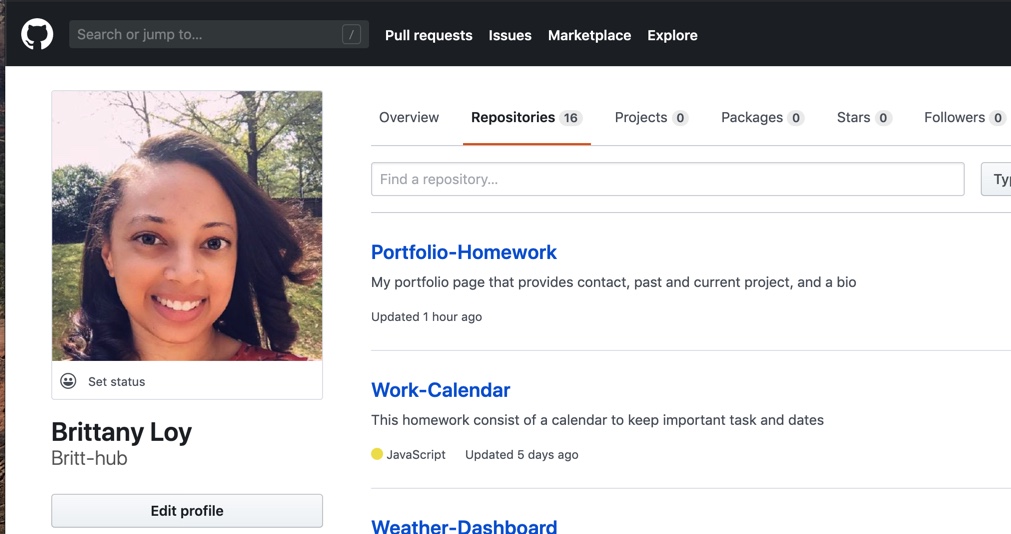 Search or jump to...
/
Pull requests
Issues
Marketplace
Explore
Overview
Repositories 16
Projects 0
Packages 0
Stars 0
Followers 0
Find a repository...
Portfolio-Homework
My portfolio page that provides contact, past and current project, and a bio
Updated 1 hour ago
Set status
Work-Calendar
This homework consist of a calendar to keep important task and dates
JavaScript
Updated 5 days ago
Brittany Loy
Britt-hub
Edit profile
Weather-Dashboard